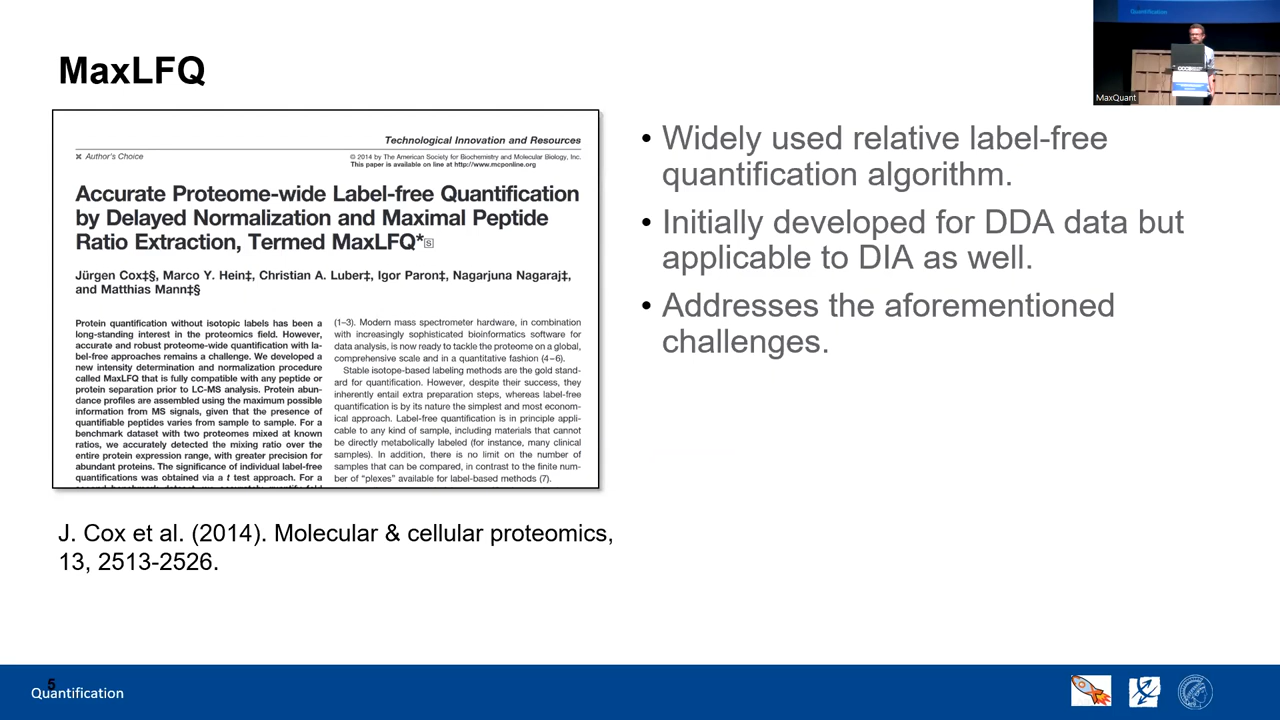 MaxLFQ
Quantification
MaxQuant
Technological Innovation and Resources
Author's Choice
© 2014 by The American Society for Biochemistry and Molecular Biology, Inc.
This paper is available on line at http://www.mcponline.org
Accurate Proteome-wide Label-free Quantification
by Delayed Normalization and Maximal Peptide
Ratio Extraction, Termed MaxLFQ*S
Jürgen Cox‡§, Marco Y. Hein‡, Christian A. Luber‡, Igor Paron‡, Nagarjuna Nagaraj‡,
and Matthias Mann‡§
Protein quantification without isotopic labels has been a
long-standing interest in the proteomics field. However,
accurate and robust proteome-wide quantification with la-
bel-free approaches remains a challenge. We developed a
new intensity determination and normalization procedure
called MaxLFQ that is fully compatible with any peptide or
protein separation prior to LC-MS analysis. Protein abun-
dance profiles are assembled using the maximum possible
information from MS signals, given that the presence of
quantifiable peptides varies from sample to sample. For a
benchmark dataset with two proteomes mixed at known
ratios, we accurately detected the mixing ratio over the
entire protein expression range, with greater precision for
abundant proteins. The significance of individual label-free
quantifications was obtained via a t test approach. For a
(1–3). Modern mass spectrometer hardware, in combination
with increasingly sophisticated bioinformatics software for
data analysis, is now ready to tackle the proteome on a global,
comprehensive scale and in a quantitative fashion (4–6).
Stable isotope-based labeling methods are the gold stand-
ard for quantification. However, despite their success, they
inherently entail extra preparation steps, whereas label-free
quantification is by its nature the simplest and most econom-
ical approach. Label-free quantification is in principle appli-
cable to any kind of sample, including materials that cannot
be directly metabolically labeled (for instance, many clinical
samples). In addition, there is no limit on the number of
samples that can be compared, in contrast to the finite num-
ber of "plexes" available for label-based methods (7).
J. Cox et al. (2014). Molecular & cellular proteomics,
13, 2513-2526.
• Widely used relative label-free
quantification algorithm.
• Initially developed for DDA data but
applicable to DIA as well.
• Addresses the aforementioned
challenges.
5
Quantification